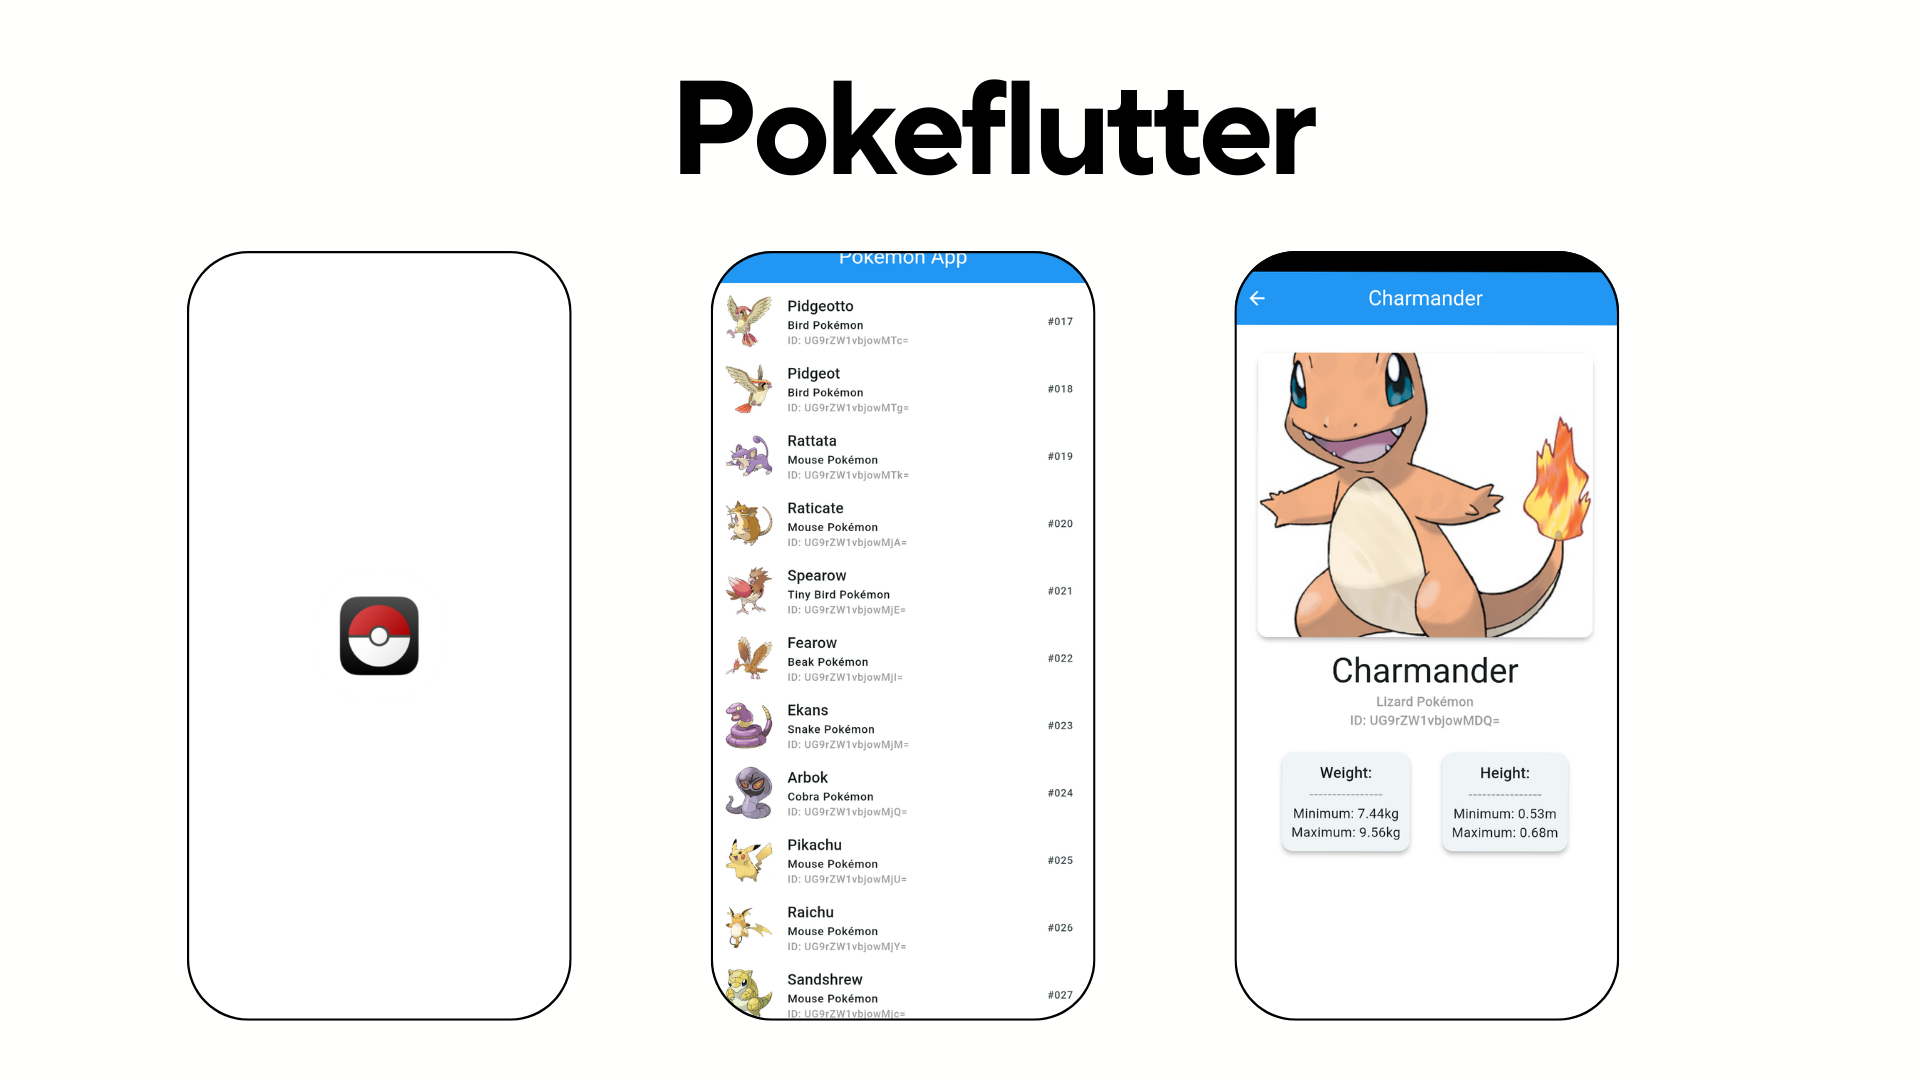 Pokeflutter
Pokemon App
Pidgeotto
Bird Pokémon
ID: UG9rZW1vbjowMTc=
#017
Pidgeot
Bird Pokémon
ID: UG9rZW1vbjowMTg=
#018
Rattata
Mouse Pokémon
ID: UG9rZW1vbjowMTk=
#019
Raticate
Mouse Pokémon
ID: UG9rZW1vbjowMjA=
#020
Spearow
Tiny Bird Pokémon
ID: UG9rZW1vbjowMjE=
#021
Fearow
Beak Pokémon
ID: UG9rZW1vbjowMjI=
#022
Ekans
Snake Pokémon
ID: UG9rZW1vbjowMjM=
#023
Arbok
Cobra Pokémon
ID: UG9rZW1vbjowMjQ=
#024
Pikachu
Mouse Pokémon
ID: UG9rZW1vbjowMjU=
#025
Raichu
Mouse Pokémon
ID: UG9rZW1vbjowMjY=
#026
Sandshrew
Mouse Pokémon
ID: UG9rZW1vbjowMjc=
#027
Charmander
Charmander
Lizard Pokémon
ID: UG9rZW1vbjowMDQ=
Weight:
----------------
Minimum: 7.44kg
Maximum: 9.56kg
Height:
----------------
Minimum: 0.53m
Maximum: 0.68m